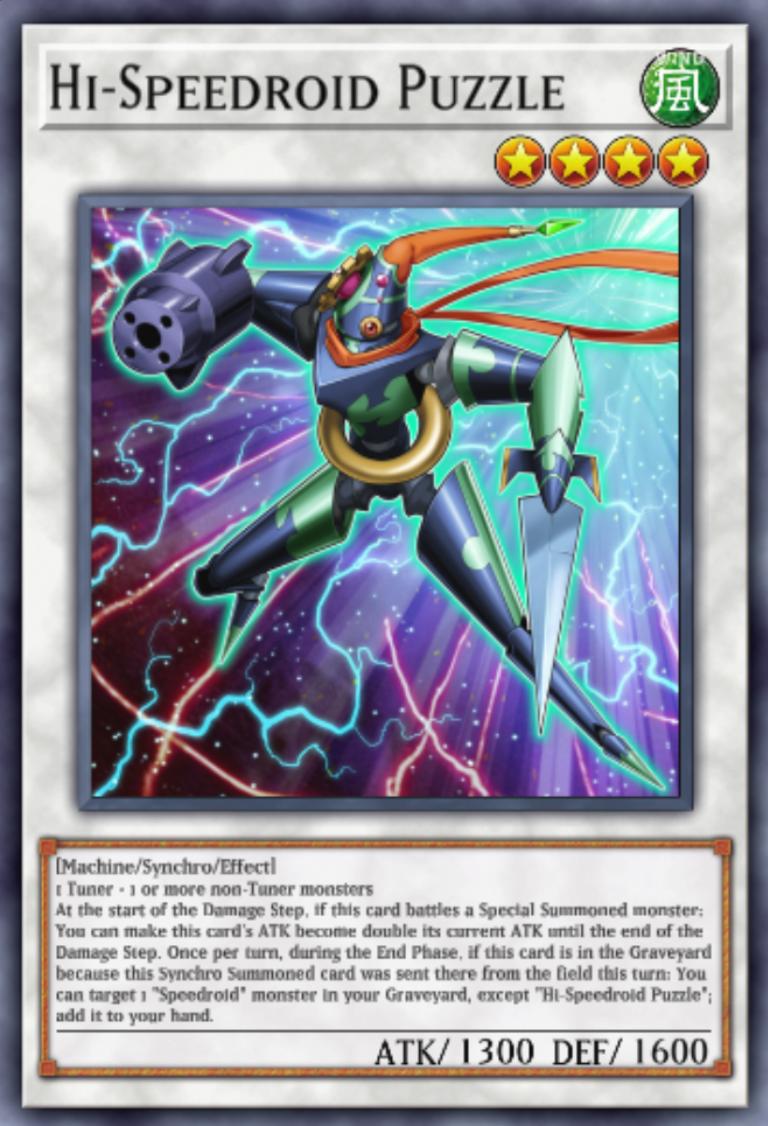 Hi-Speedroid Puzzle
WIND
風
[Machine/Synchro/Effect]
1 Tuner - 1 or more non-Tuner monsters
At the start of the Damage Step, if this card battles a Special Summoned monster:
You can make this card's ATK become double its current ATK until the end of the
Damage Step. Once per turn, during the End Phase, if this card is in the Graveyard
because this Synchro Summoned card was sent there from the field this turn: You
can target 1 "Speedroid" monster in your Graveyard, except "Hi-Speedroid Puzzle";
add it to your hand.
ATK/ 1300 DEF/ 1600